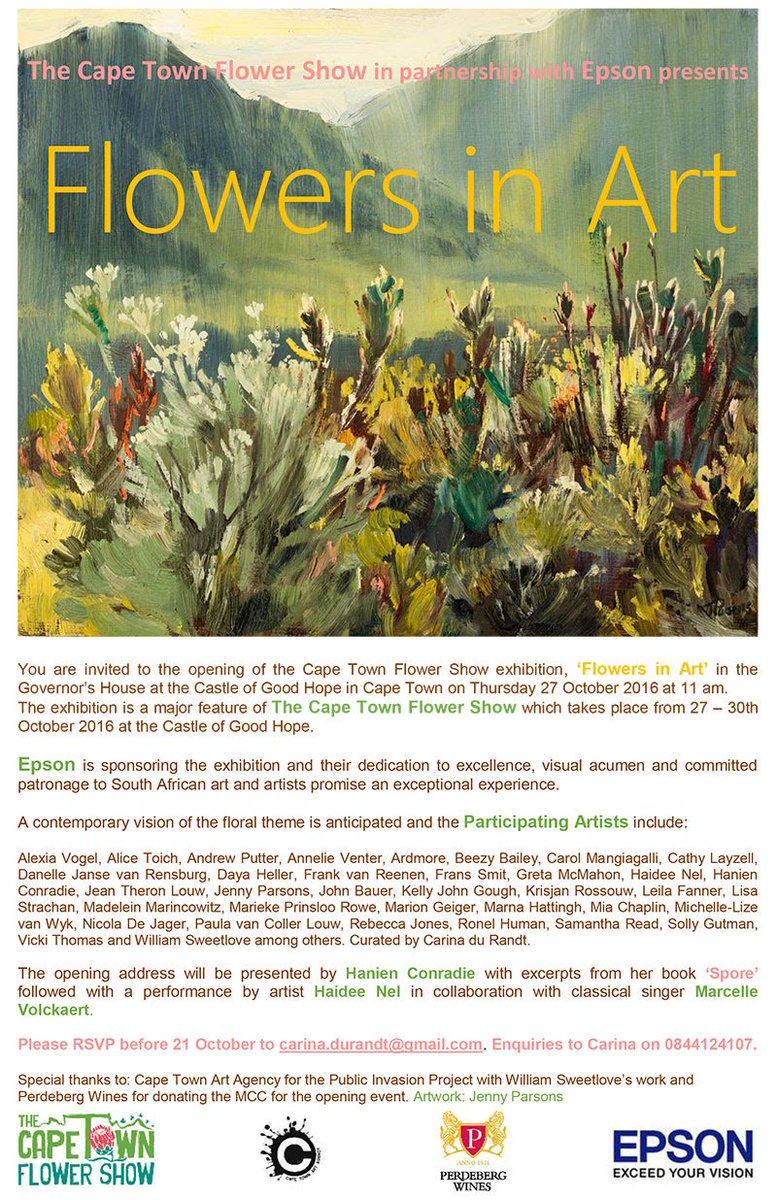 The Cape Town Flower Show in partnership with Epson presents
Flowers in Art
You are invited to the opening of the Cape Town Flower Show exhibition, ‘Flowers in Art’ in the
Governor’s House at the Castle of Good Hope in Cape Town on Thursday 27 October 2016 at 11 am.
The exhibition is a major feature of The Cape Town Flower Show which takes place from 27 – 30th
October 2016 at the Castle of Good Hope.
Epson is sponsoring the exhibition and their dedication to excellence, visual acumen and committed
patronage to South African art and artists promise an exceptional experience.
A contemporary vision of the floral theme is anticipated and the Participating Artists include:
Alexia Vogel, Alice Toich, Andrew Putter, Annelie Venter, Ardmore, Beezy Bailey, Carol Mangiagalli, Cathy Layzell,
Danelle Janse van Rensburg, Daya Heller, Frank van Reenen, Frans Smit, Greta McMahon, Haidee Nel, Hanien
Conradie, Jean Theron Louw, Jenny Parsons, John Bauer, Kelly John Gough, Krisjan Rossouw, Leila Fanner, Lisa
Strachan, Madelein Marincowitz, Marieke Prinsloo Rowe, Marion Geiger, Marna Hattingh, Mia Chaplin, Michelle-Lize
van Wyk, Nicola De Jager, Paula van Coller Louw, Rebecca Jones, Ronel Human, Samantha Read, Solly Gutman,
Vicki Thomas and William Sweetlove among others. Curated by Carina du Randt.
The opening address will be presented by Hanien Conradie with excerpts from her book ‘Spore’
followed with a performance by artist Haidee Nel in collaboration with classical singer Marcelle
Volckaert.
Please RSVP before 21 October to carina.durandt@gmail.com. Enquiries to Carina on 0844124107.
Special thanks to: Cape Town Art Agency for the Public Invasion Project with William Sweetlove’s work and
Perdeberg Wines for donating the MCC for the opening event. Artwork: Jenny Parsons
THE
CAPE TOWN
FLOWER SHOW
C
CAPE TOWN ART AGENCY
P
ANNO 1941
PERDEBERG
WINES
EPSON
EXCEED YOUR VISION